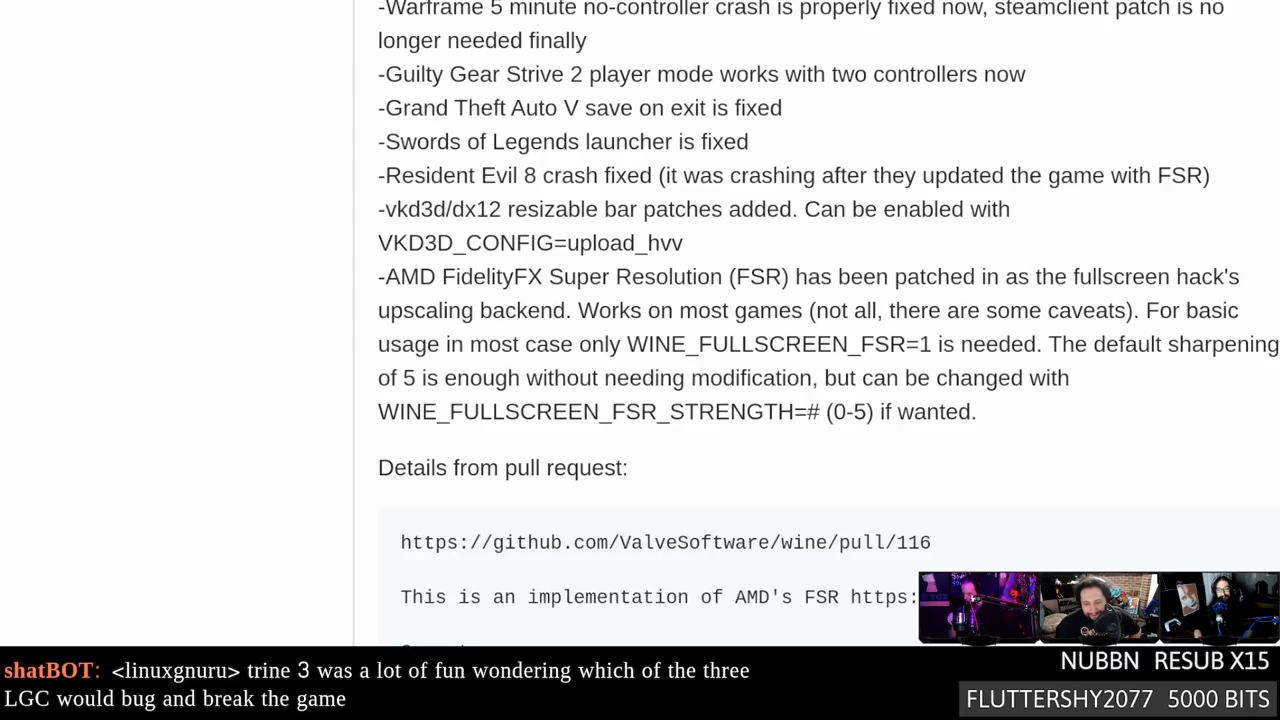 -Warframe 5 minute no-controller crash is properly fixed now, steamclient patch is no
longer needed finally
-Guilty Gear Strive 2 player mode works with two controllers now
-Grand Theft Auto V save on exit is fixed
-Swords of Legends launcher is fixed
-Resident Evil 8 crash fixed (it was crashing after they updated the game with FSR)
-vkd3d/dx12 resizable bar patches added. Can be enabled with
VKD3D_CONFIG=upload_hvv
-AMD FidelityFX Super Resolution (FSR) has been patched in as the fullscreen hack's
upscaling backend. Works on most games (not all, there are some caveats). For basic
usage in most case only WINE_FULLSCREEN_FSR=1 is needed. The default sharpening
of 5 is enough without needing modification, but can be changed with
WINE_FULLSCREEN_FSR_STRENGTH=# (0-5) if wanted.
Details from pull request:
https://github.com/ValveSoftware/wine/pull/116
This is an implementation of AMD's FSR https:
shatBOT: <linuxgnuru> trine 3 was a lot of fun wondering which of the three
LGC would bug and break the game
NUBBN RESUB X15
FLUTTERSHY2077 5000 BITS